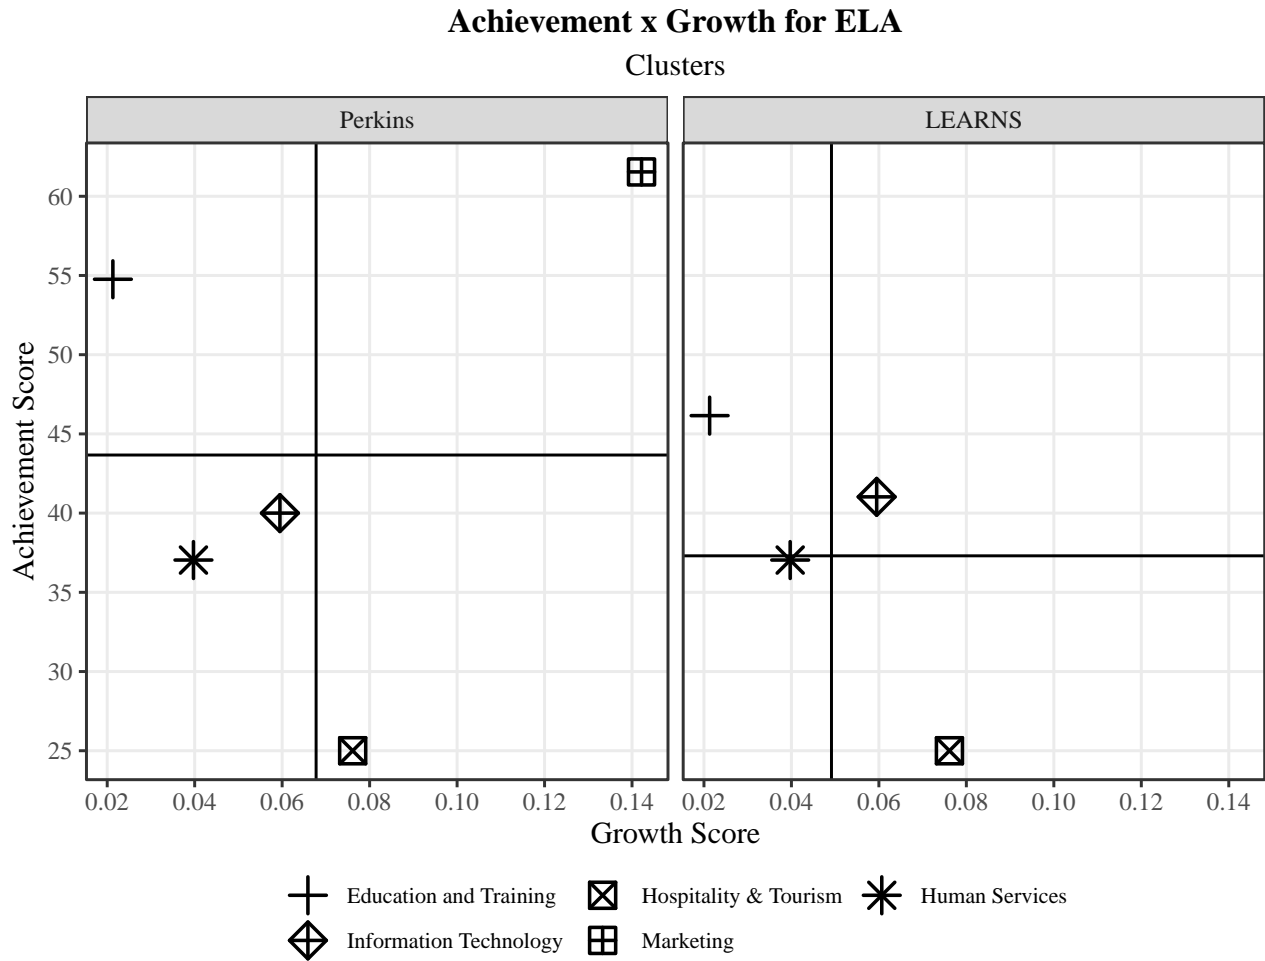 Achievement x Growth for ELA
Clusters
Perkins
LEARNS
Achievement Score
60
55
50
45
40
35
30
25
0.02 0.04 0.06 0.08 0.10 0.12 0.14
0.02 0.04 0.06 0.08 0.10 0.12 0.14
Growth Score
Education and Training
Hospitality & Tourism
Human Services
Information Technology
Marketing